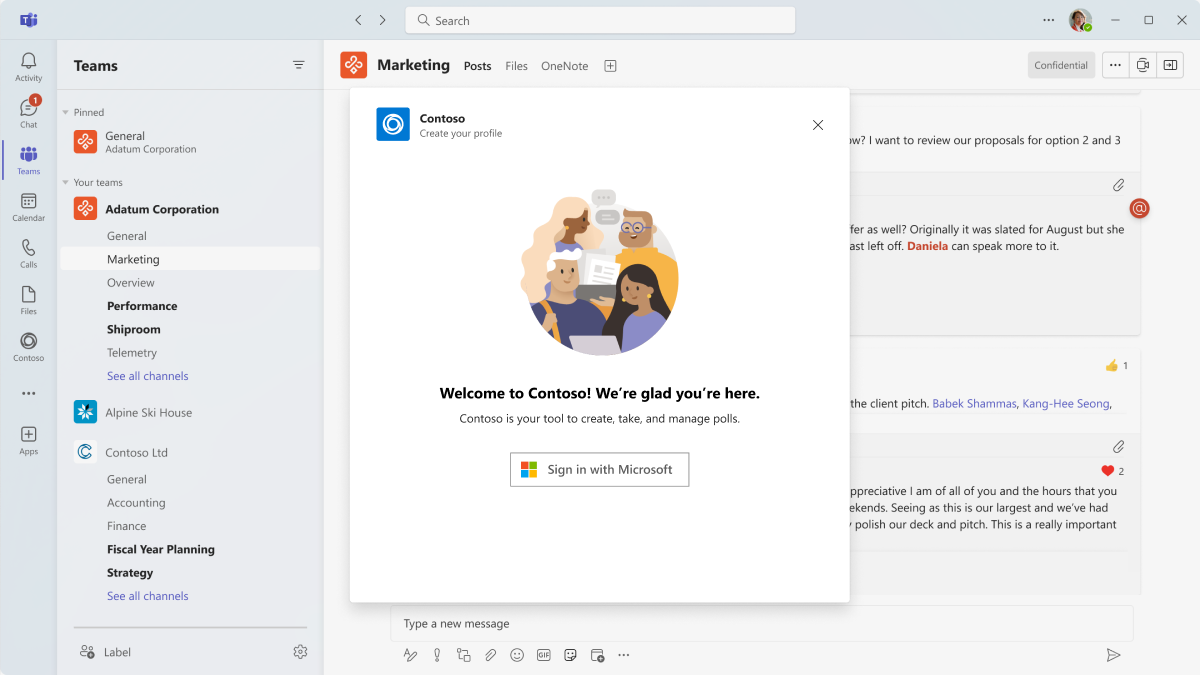 Search
Activity
1
Chat
Teams
Calendar
Calls
Files
Contoso
Apps
Teams
Pinned
General
Adatum Corporation
Your teams
Adatum Corporation
General
Marketing
Overview
Performance
Shiproom
Telemetry
See all channels
Alpine Ski House
Contoso Ltd
General
Accounting
Finance
Fiscal Year Planning
Strategy
See all channels
Label
Marketing Posts Files OneNote
Confidential
Contoso
Create your profile
Welcome to Contoso! We’re glad you’re here.
Contoso is your tool to create, take, and manage polls.
Sign in with Microsoft
? I want to review our proposals for option 2 and 3
@
as well? Originally it was slated for August but she
left off. Daniela can speak more to it.
1
the client pitch. Babek Shammas, Kang-Hee Seong,
2
I am of all of you and the hours that you
Seeing as this is our largest and we’ve had
polish our deck and pitch. This is a really important
Type a new message
GIF